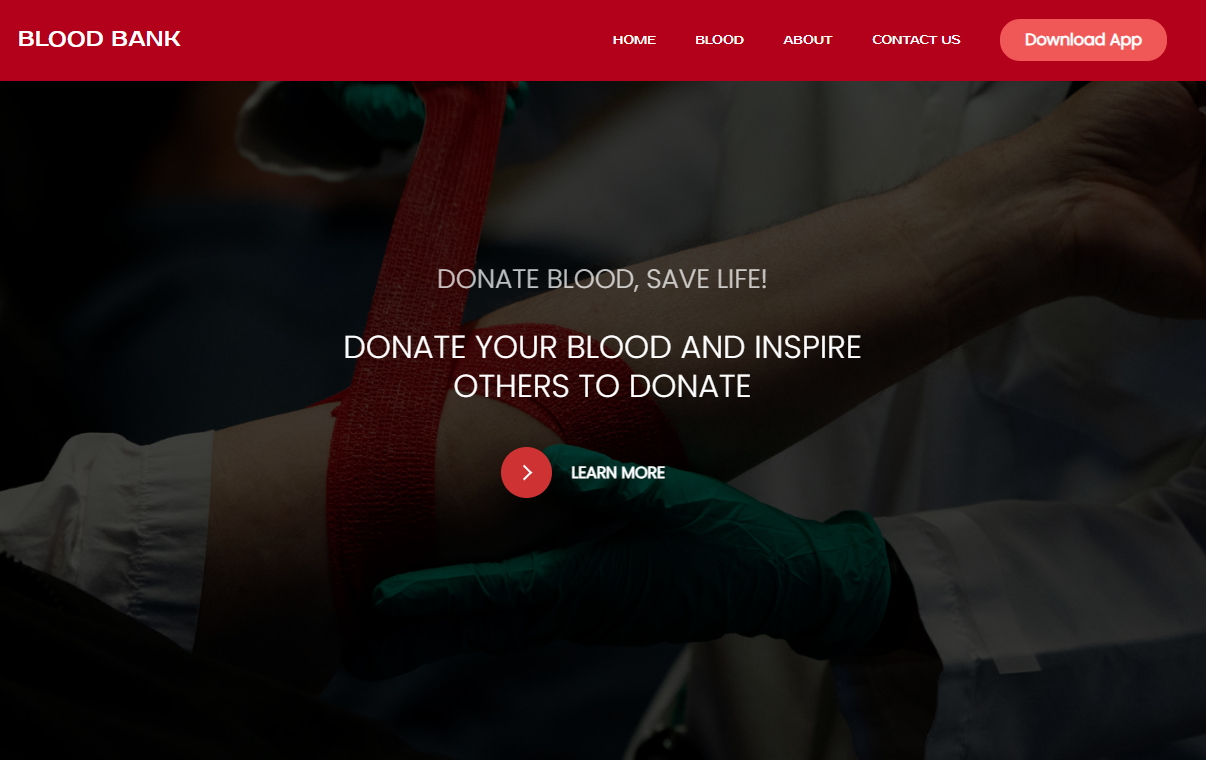 BLOOD BANK
HOME
BLOOD
ABOUT
CONTACT US
Download App
DONATE BLOOD, SAVE LIFE!
DONATE YOUR BLOOD AND INSPIRE
OTHERS TO DONATE
LEARN MORE